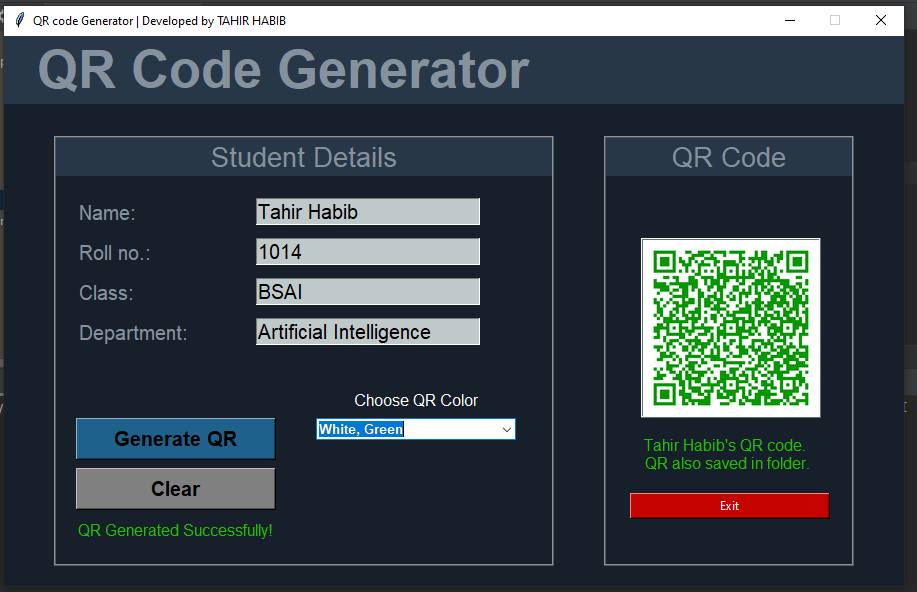 QR code Generator | Developed by TAHIR HABIB
QR Code Generator
Student Details
Name: Tahir Habib
Roll no.: 1014
Class: BSAI
Department: Artificial Intelligence
Choose QR Color
White, Green
Generate QR
Clear
QR Generated Successfully!
QR Code
Tahir Habib's QR code.
QR also saved in folder.
Exit